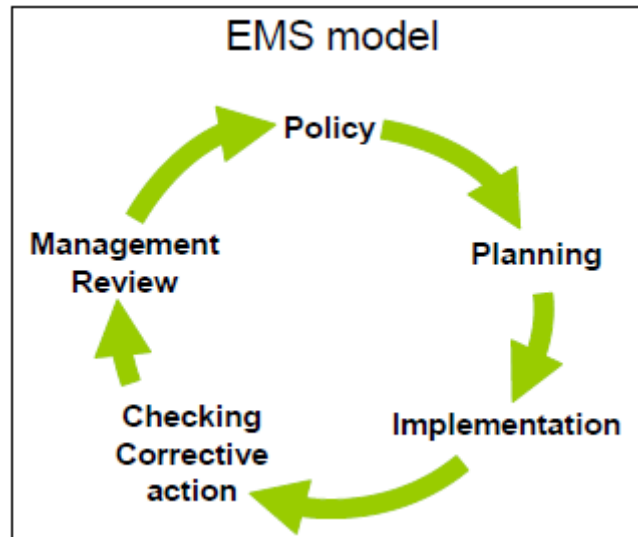 EMS model
Policy
Planning
Implementation
Checking
Corrective
action
Management
Review